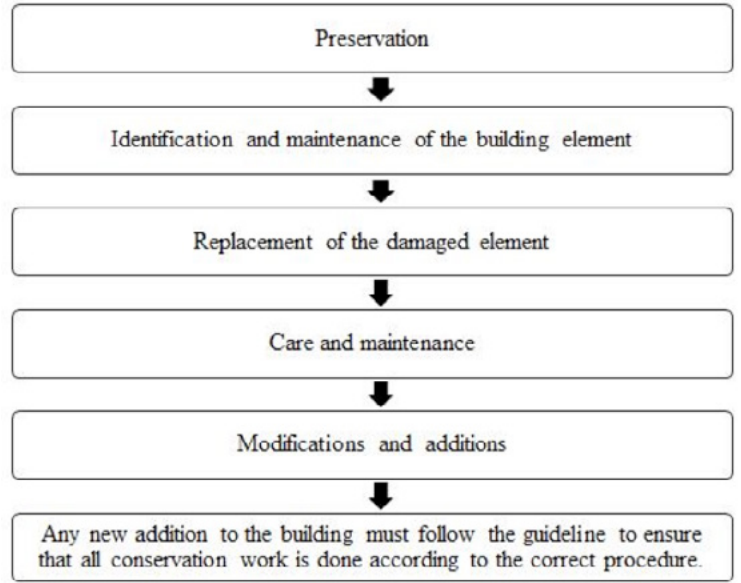 Preservation
Identification and maintenance of the building element
Replacement of the damaged element
Care and maintenance
Modifications and additions
Any new addition to the building must follow the guideline to ensure
that all conservation work is done according to the correct procedure.